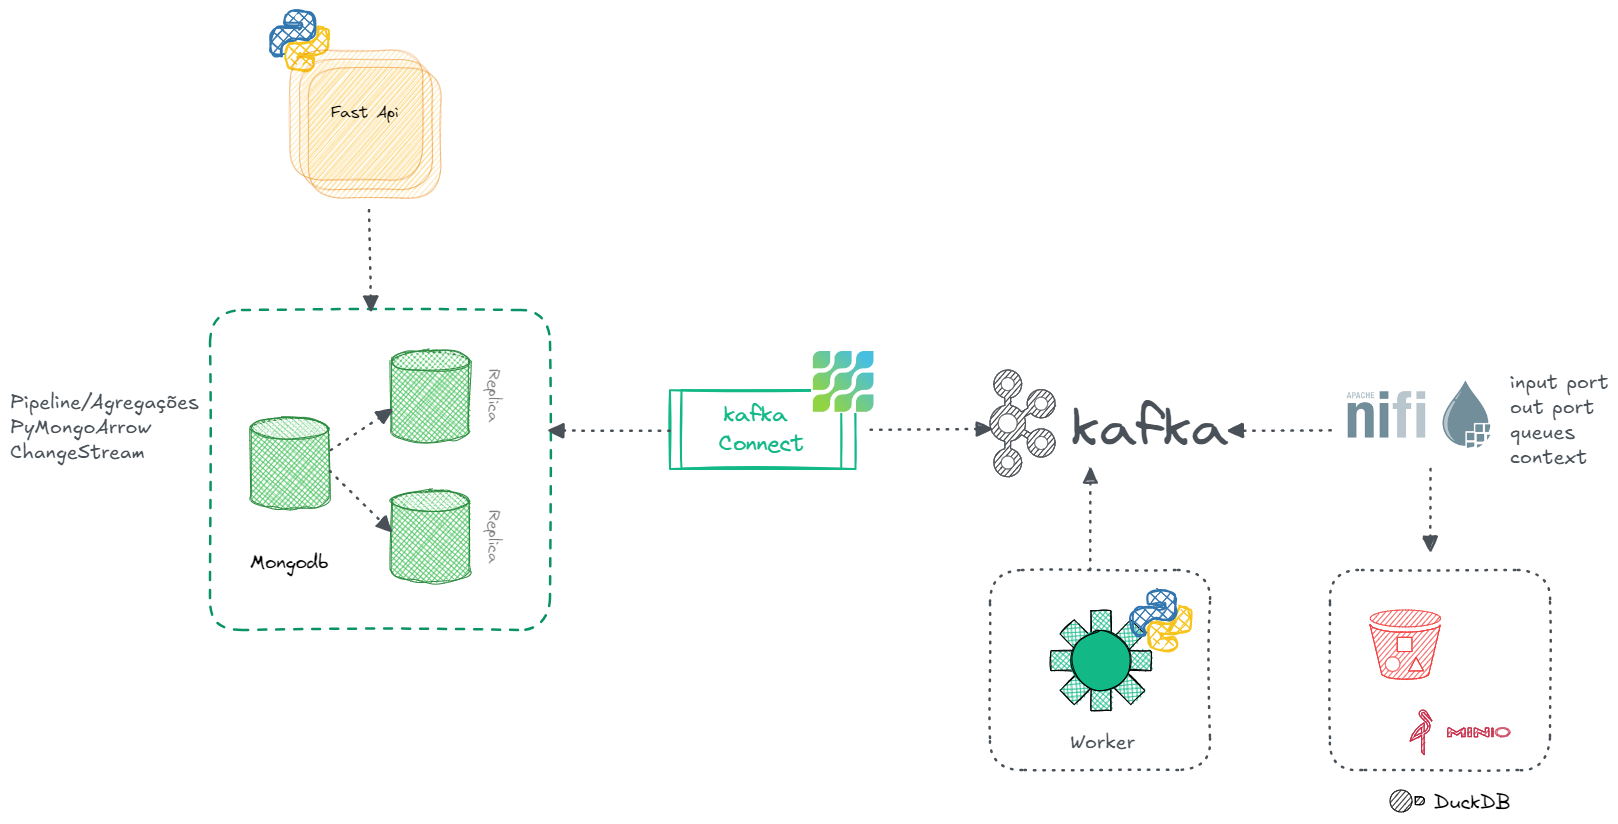 Fast Api
Pipeline/Agregações
PyMongoArrow
ChangeStream
Mongodb
Replica
Replica
kafka
Connect
kafka
APACHE
nifi
input port
out port
queues
context
Worker
MINIO
DuckDB